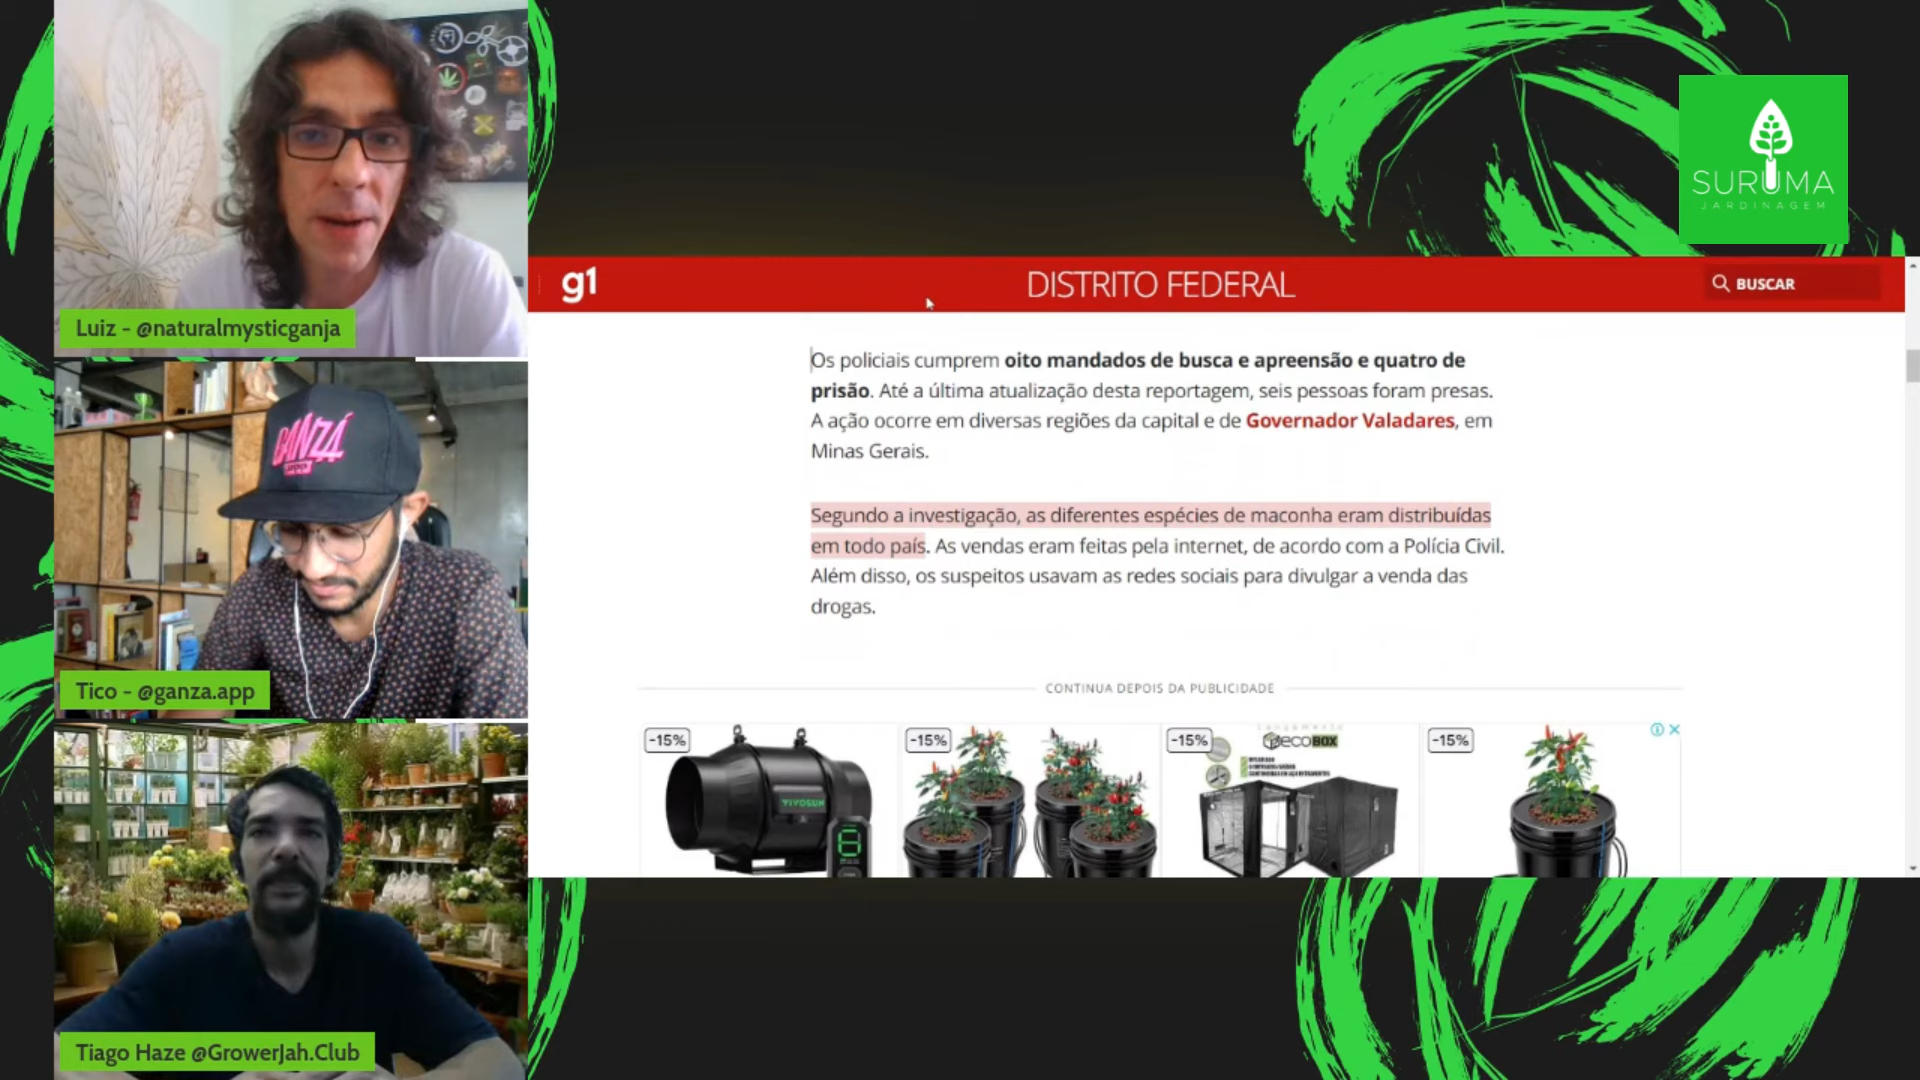 GANZÁ
Luiz - @naturalmysticganja
Tico - @ganza.app
Tiago Haze @GrowerJah.Club
SURUMA
JARDINAGEM
g1
DISTRITO FEDERAL
BUSCAR
Os policiais cumprem oito mandados de busca e apreensão e quatro de
prisão. Até a última atualização desta reportagem, seis pessoas foram presas.
A ação ocorre em diversas regiões da capital e de Governador Valadares, em
Minas Gerais.
Segundo a investigação, as diferentes espécies de maconha eram distribuídas
em todo país. As vendas eram feitas pela internet, de acordo com a Polícia Civil.
Além disso, os suspeitos usavam as redes sociais para divulgar a venda das
drogas.
CONTINUA DEPOIS DA PUBLICIDADE
-15%
-15%
-15%
-15%
VIVOSUN
6
ecoBOX